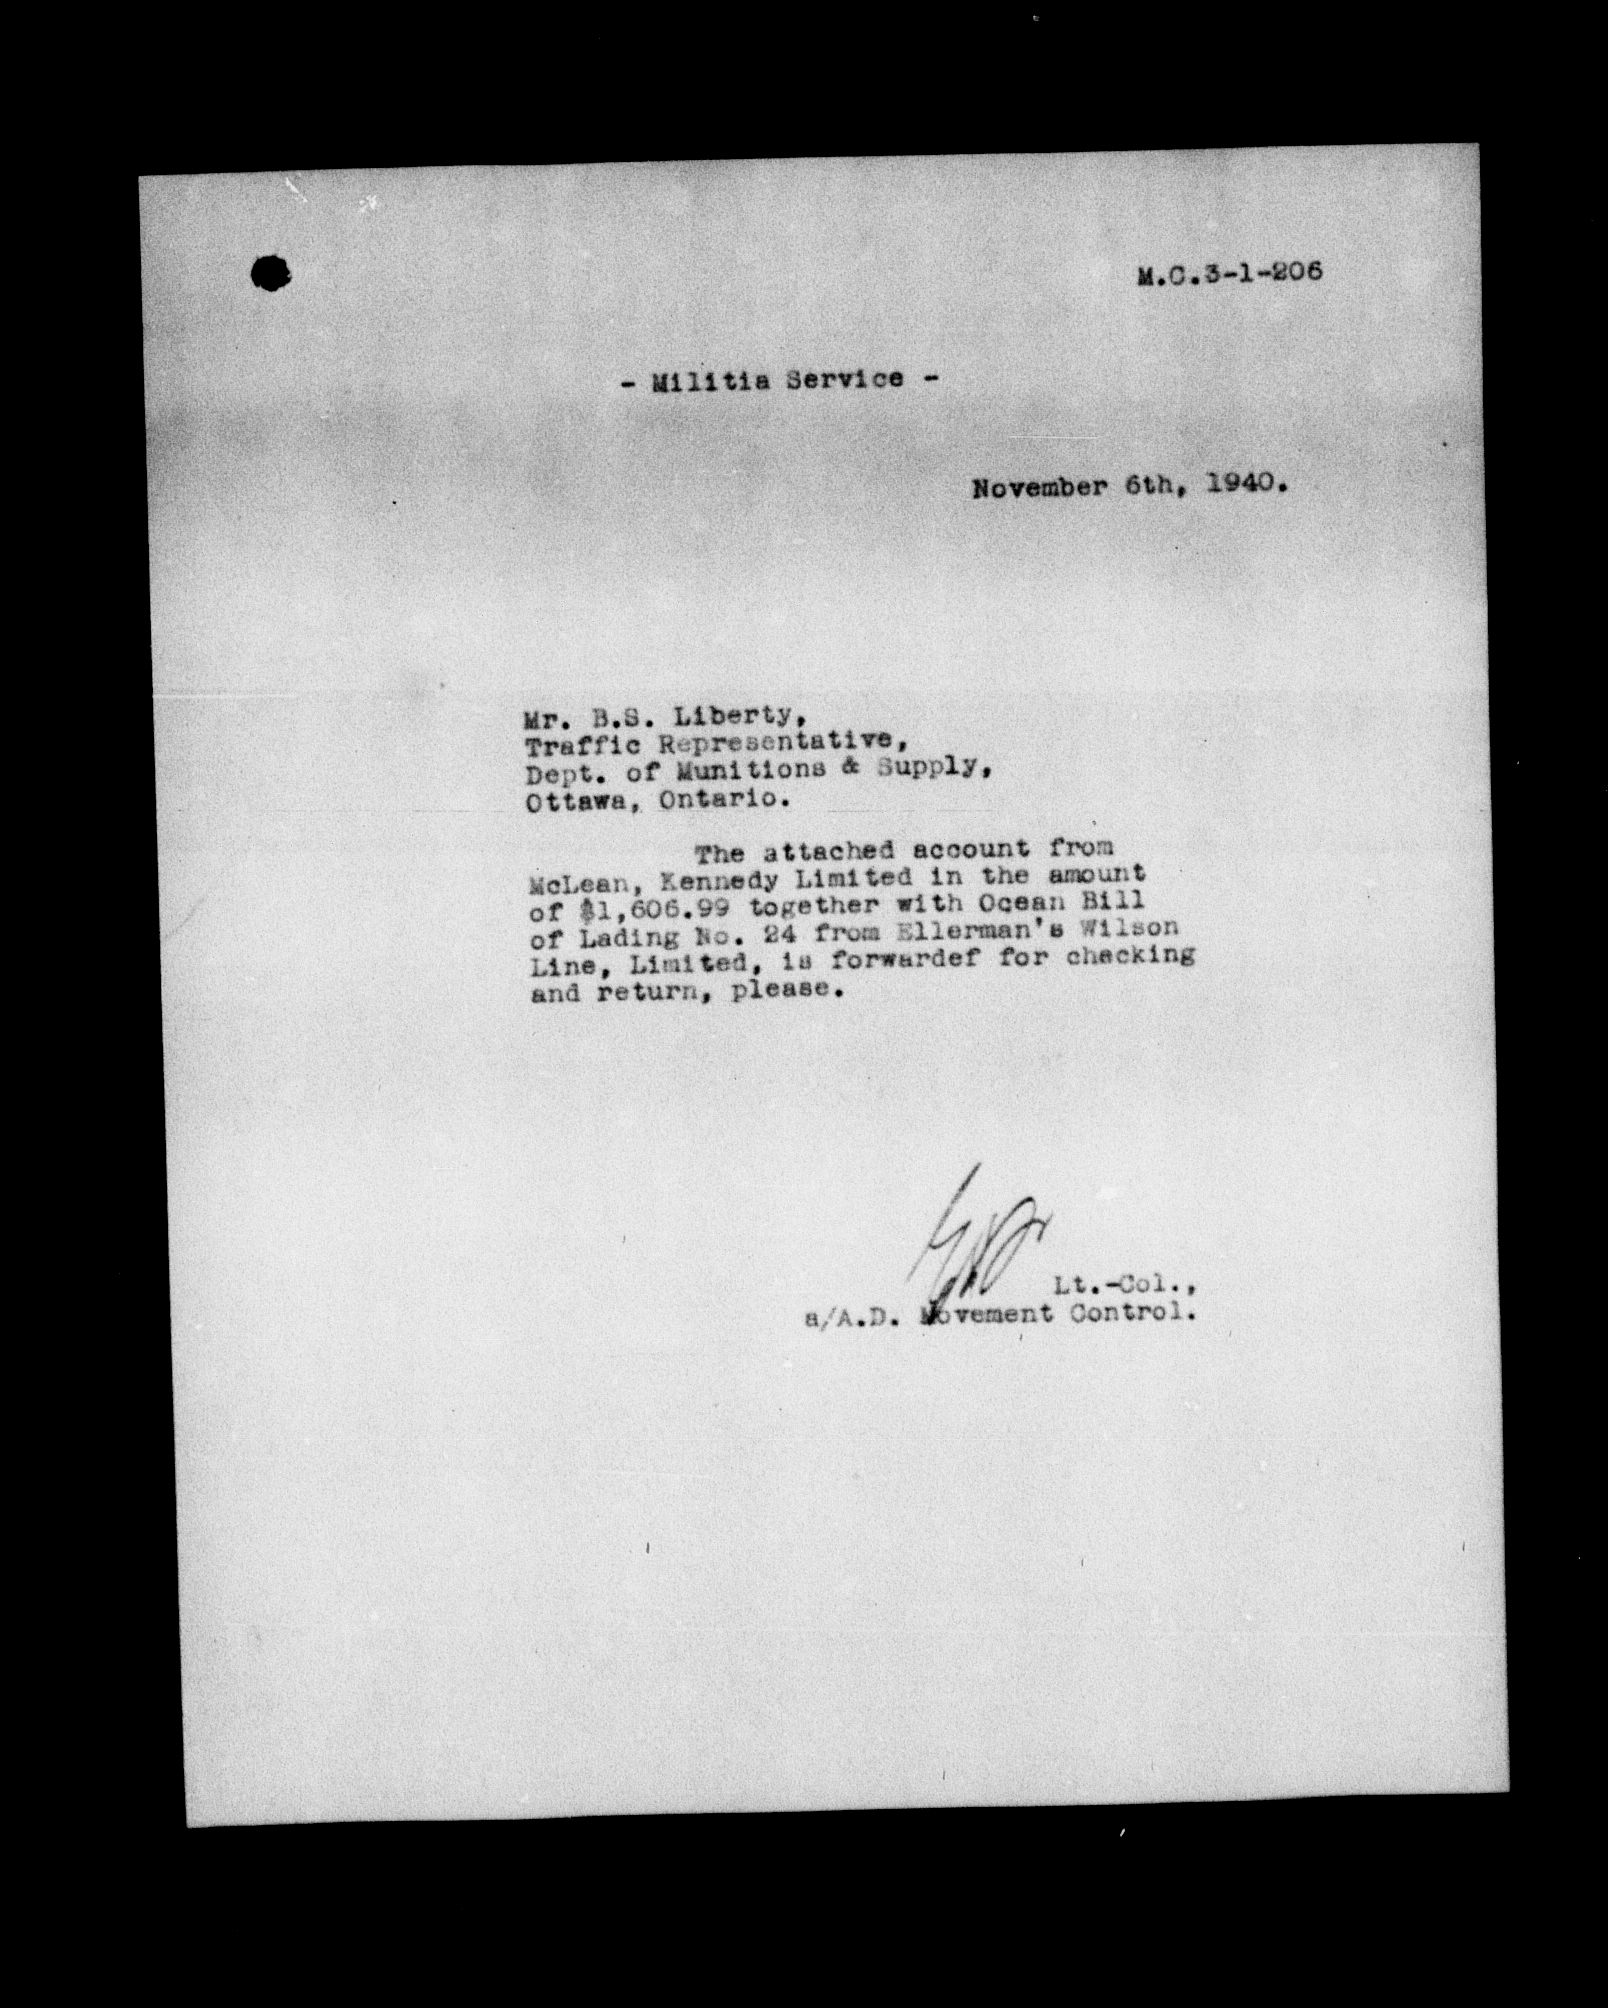 M.C.3-1-206
- Militia Service -
November 6th, 1940.
Mr. B.S. Liberty,
Traffic Representative,
Dept. of Munitions & Supply,
Ottawa, Ontario.
The attached account from
McLean, Kennedy Limited in the amount
of $1,606.99 together with Ocean Bill
of Lading No. 24 from Ellerman's Wilson
Line, Limited, is forwardef for checking
and return, please.
Lt.-Col.,
a/A.D. Movement Control.